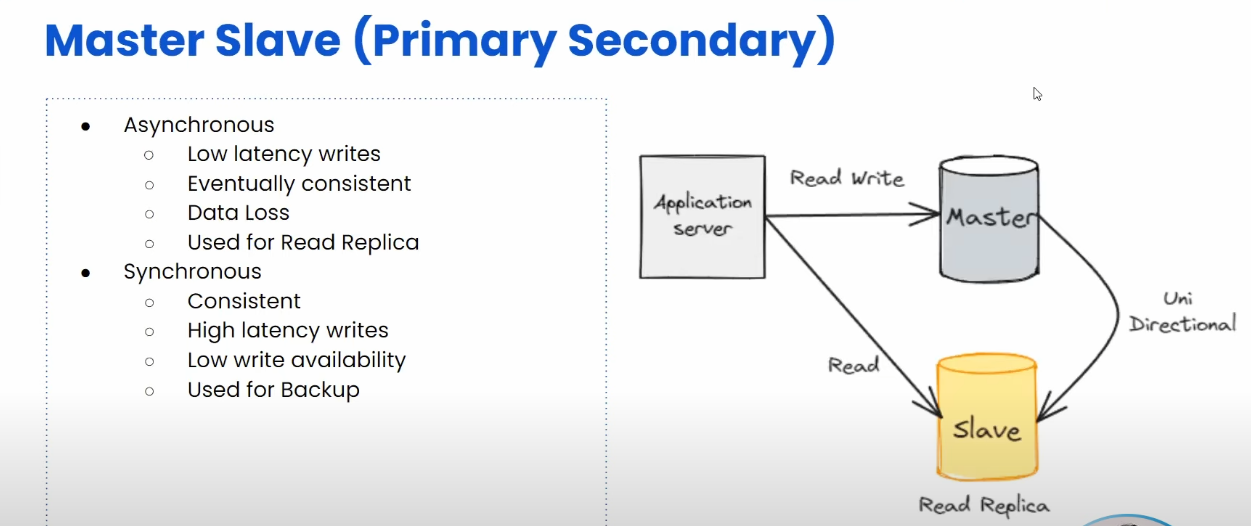 Master Slave (Primary Secondary)
● Asynchronous
○ Low latency writes
○ Eventually consistent
○ Data Loss
○ Used for Read Replica
● Synchronous
○ Consistent
○ High latency writes
○ Low write availability
○ Used for Backup
Application
server
Read Write
Master
Uni
Directional
Read
Slave
Read Replica